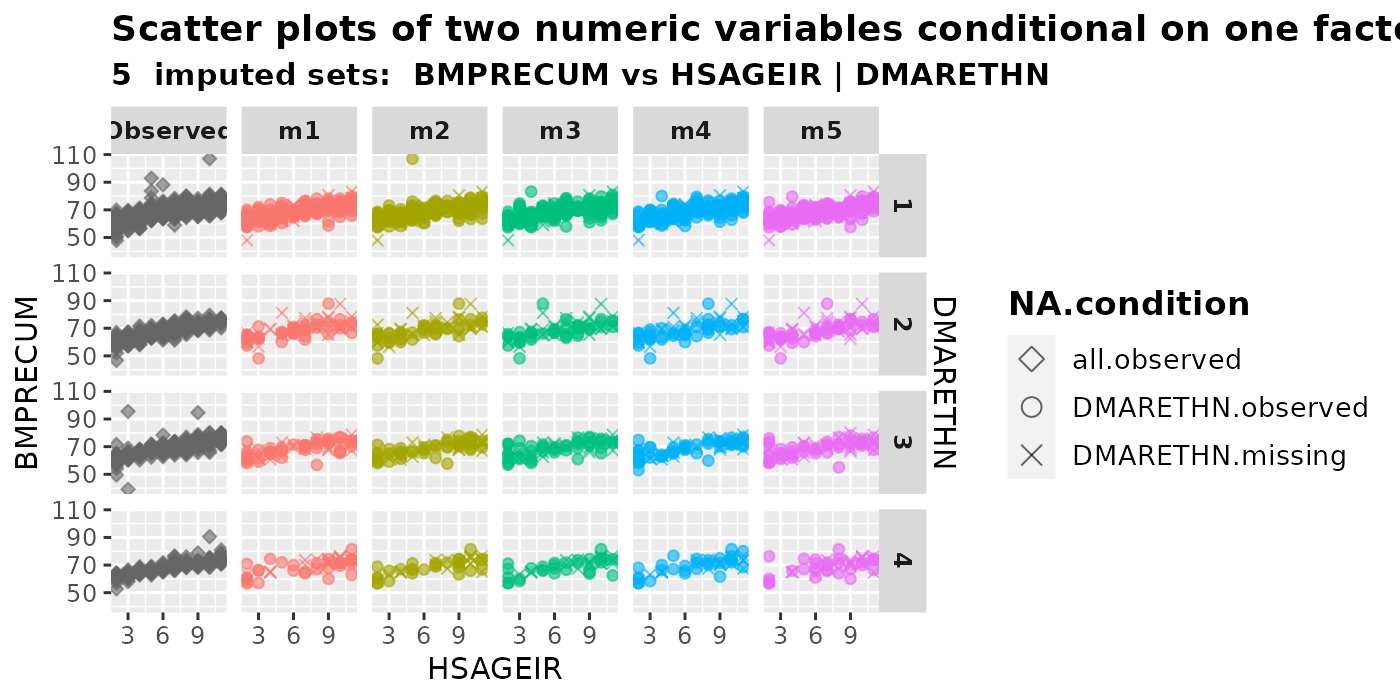 Scatter plots of two numeric variables conditional on one facto
5 imputed sets: BMPRECUM vs HSAGEIR | DMARETHN
Observed m1 m2 m3 m4 m5
110 90 70 50 1
110 90 70 50 2
110 90 70 50 3
110 90 70 50 4
3 6 9 3 6 9 3 6 9 3 6 9 3 6 9 3 6 9
HSAGEIR
BMPRECUM
DMARETHN
NA.condition
all.observed
DMARETHN.observed
DMARETHN.missing